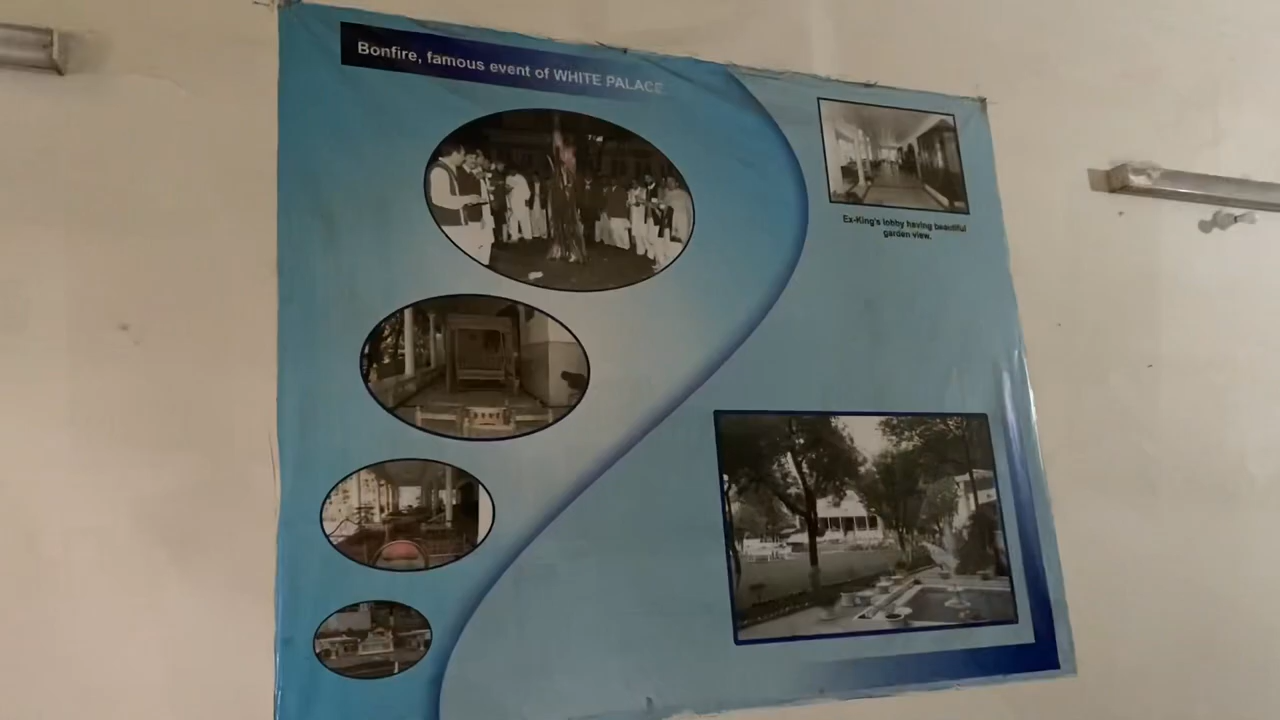 Bonfire, famous event of WHITE PALACE
Ex-King's lobby having beautiful
garden view.